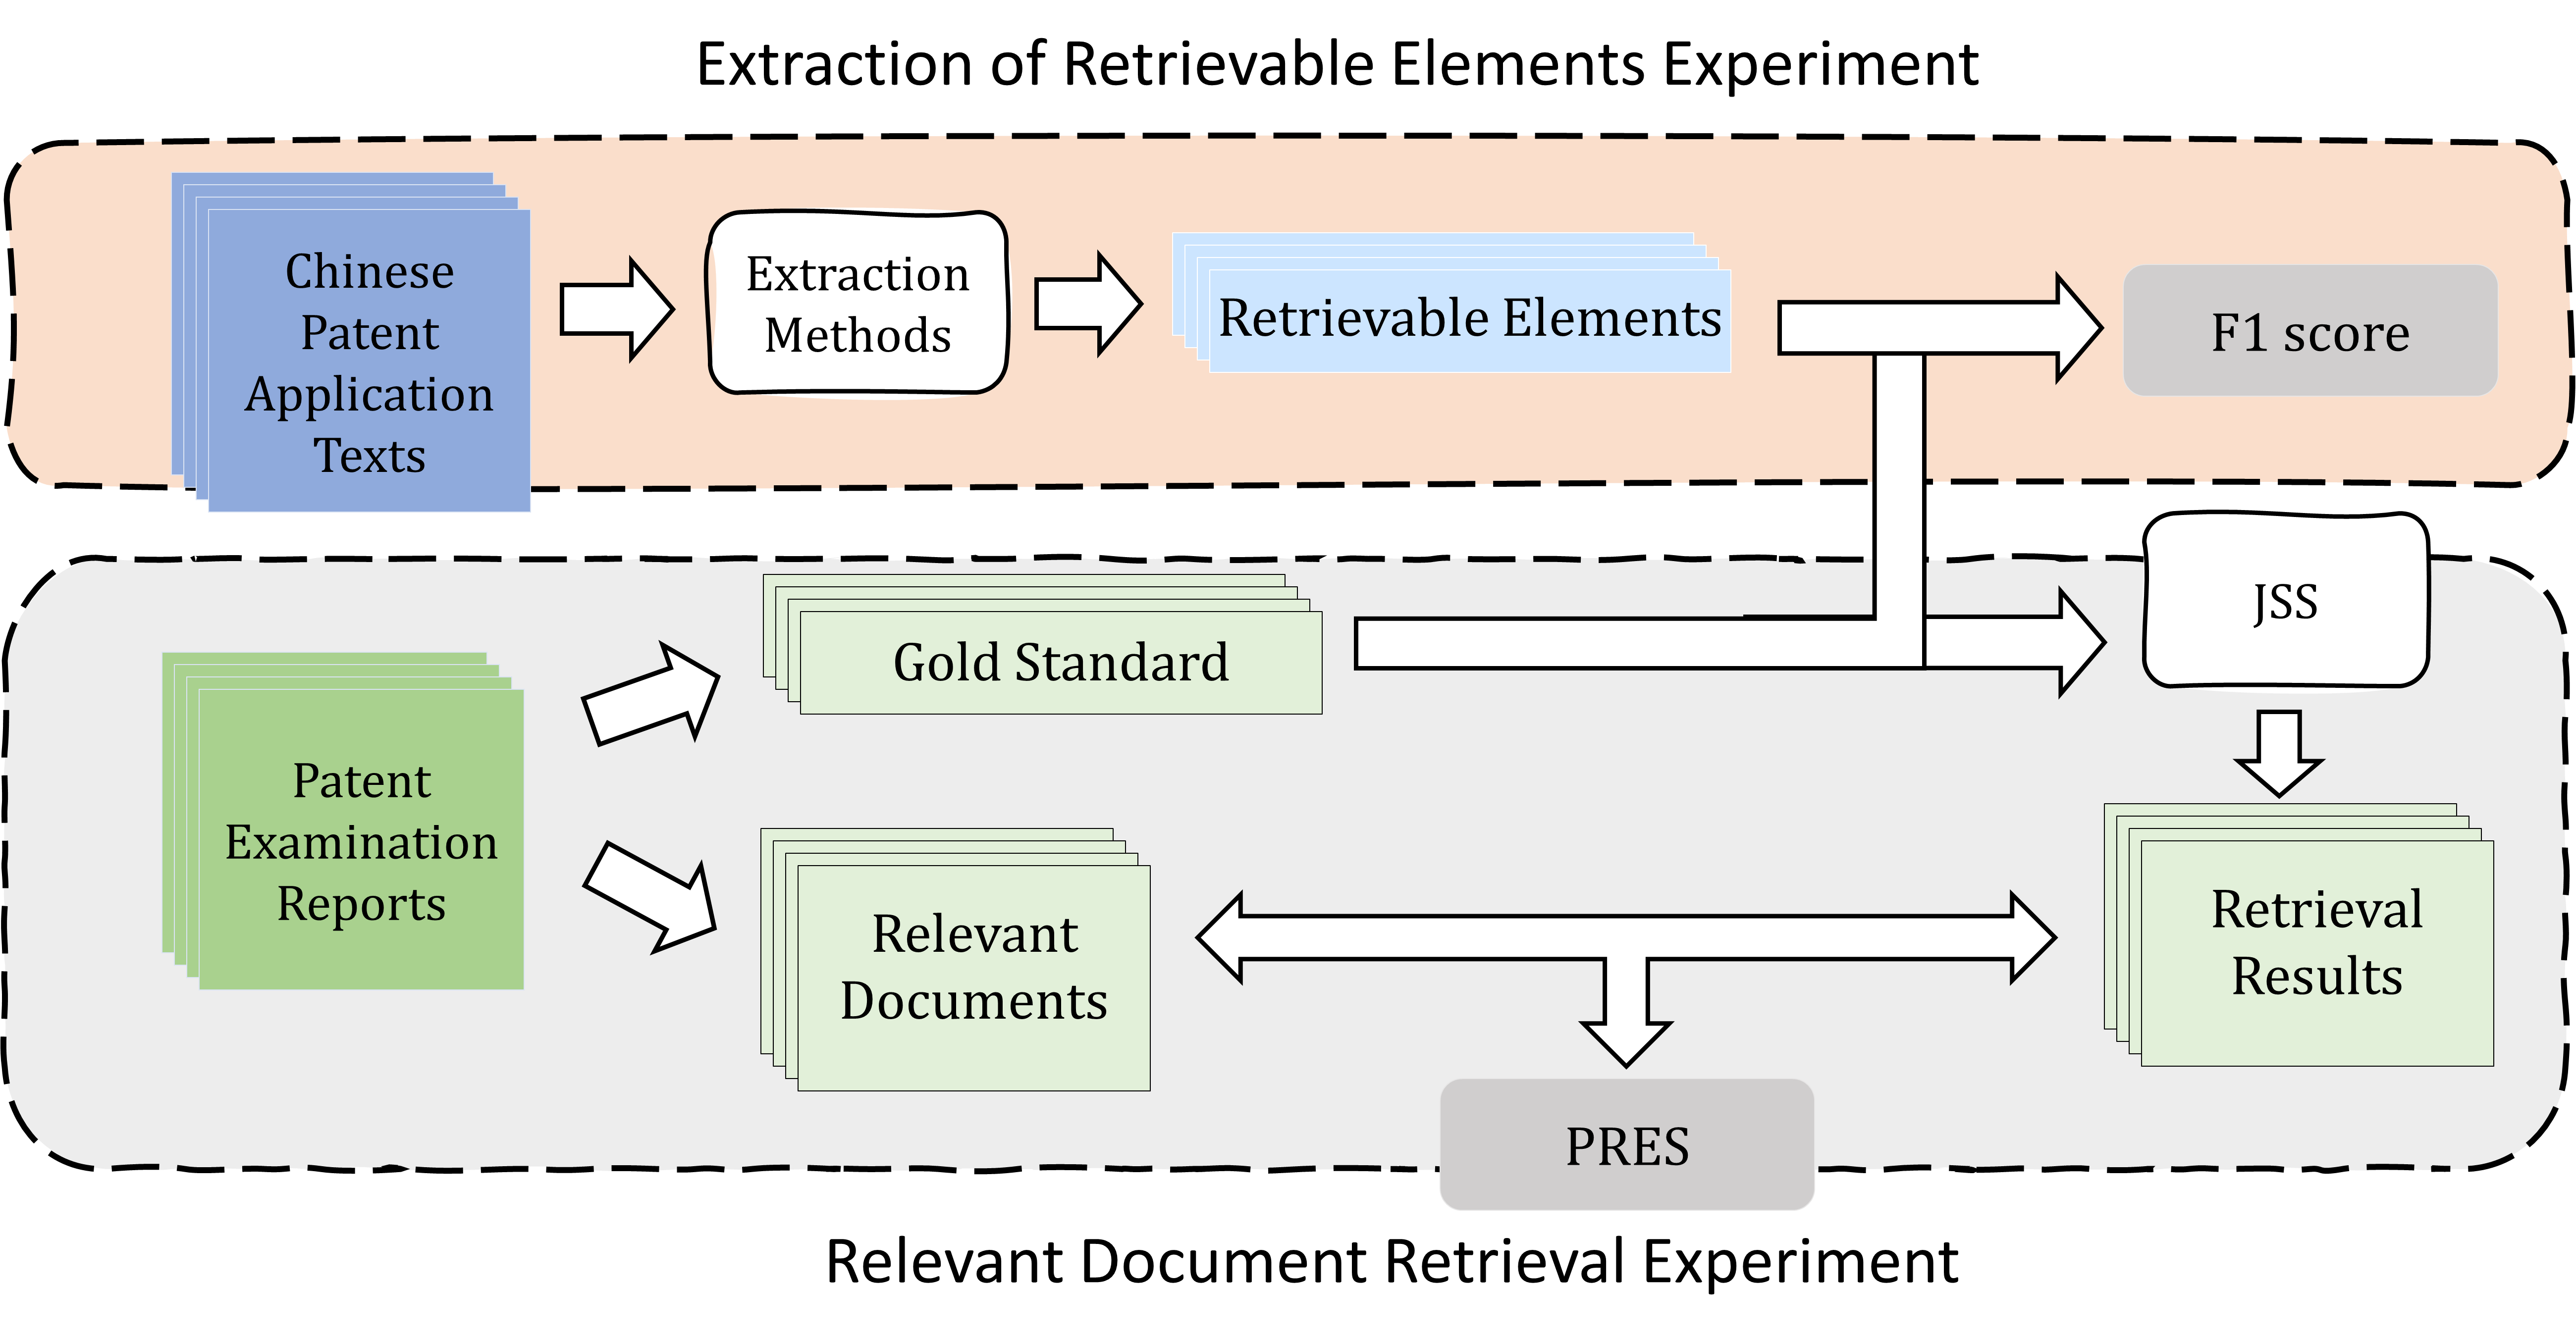 Extraction of Retrievable Elements Experiment
Chinese
Patent
Application
Texts
Extraction
Methods
Retrievable Elements
F1 score
Gold Standard
JSS
Patent
Examination
Reports
Relevant
Documents
Retrieval
Results
PRES
Relevant Document Retrieval Experiment